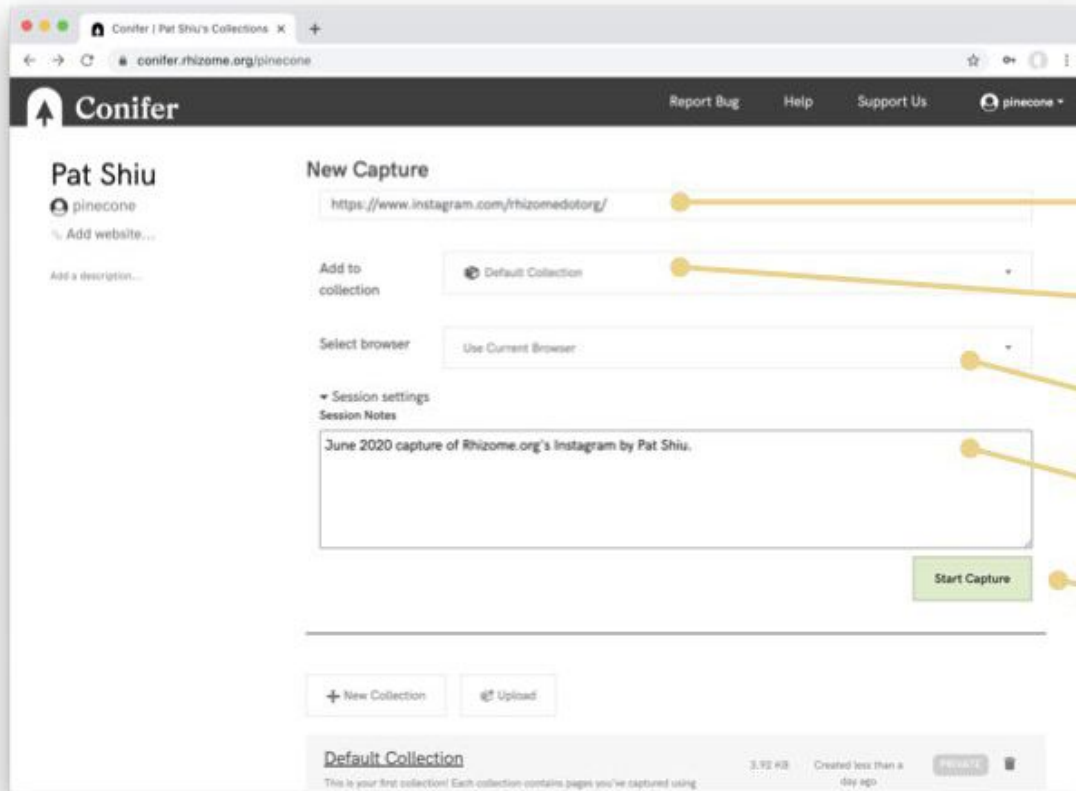 Conifer | Pat Shiu's Collections
conifer.rhizome.org/pinecone
Conifer
Report Bug Help Support Us pinecone
Pat Shiu
pinecone
Add website...
Add a description...
New Capture
https://www.instagram.com/rhizomedotorg/
Add to
collection
Default Collection
Select browser
Use Current Browser
Session settings
Session Notes
June 2020 capture of Rhizome.org's Instagram by Pat Shiu.
Start Capture
New Collection
Upload
Default Collection
3.92 KB
Created less than a
day ago
PRIVATE
This is your first collection! Each collection contains pages you've captured using